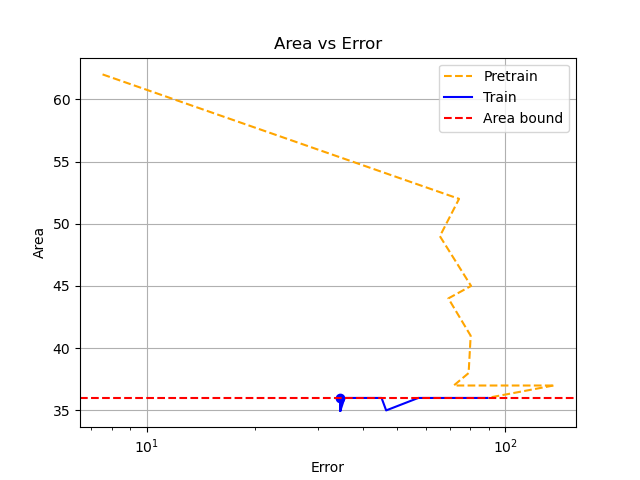 Area vs Error
Pretrain
Train
Area bound
60
55
50
45
40
35
Area
10¹
10²
Error